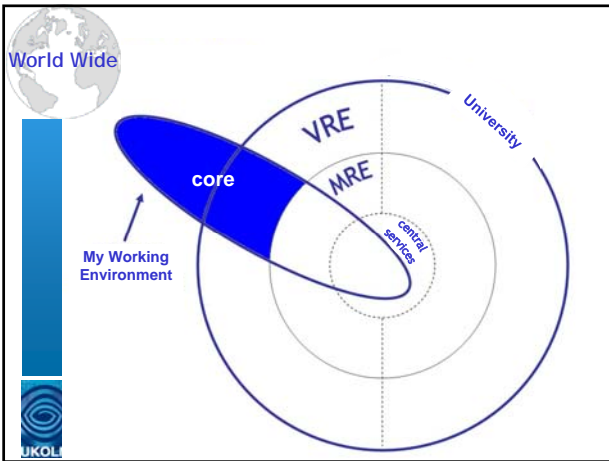 World Wide
VRE
University
MRE
core
central
services
My Working
Environment
UKOLN